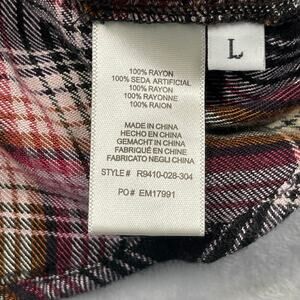 L
100% RAYON
100% SEDA ARTIFICIAL
100% RAYON
100% RAYONNE
100% RAION
MADE IN CHINA
HECHO EN CHINA
GEMACHT IN CHINA
FABRIQUÉ EN CHINE
FABRICATO NEGLI CHINA
STYLE # R9410-028-304
PO# EM17991